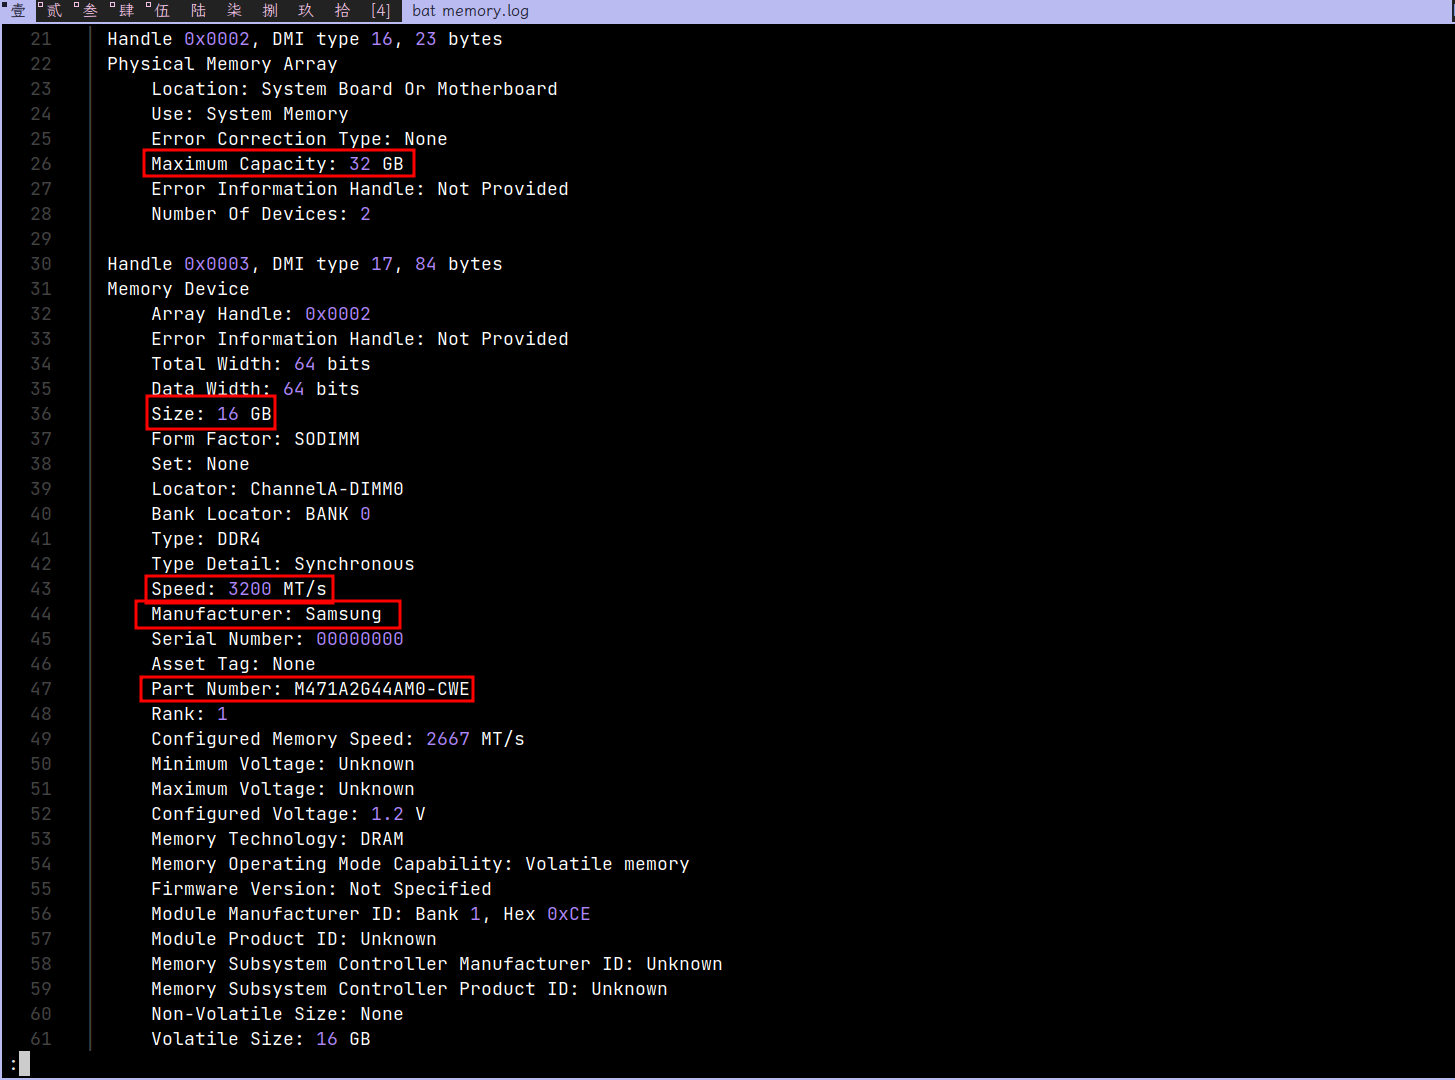 壹 贰 叁 肆 伍 陆 柒 捌 玖 拾 [4] bat memory.log
21 Handle 0x0002, DMI type 16, 23 bytes
22 Physical Memory Array
23 Location: System Board Or Motherboard
24 Use: System Memory
25 Error Correction Type: None
26 Maximum Capacity: 32 GB
27 Error Information Handle: Not Provided
28 Number Of Devices: 2
29
30 Handle 0x0003, DMI type 17, 84 bytes
31 Memory Device
32 Array Handle: 0x0002
33 Error Information Handle: Not Provided
34 Total Width: 64 bits
35 Data Width: 64 bits
36 Size: 16 GB
37 Form Factor: SODIMM
38 Set: None
39 Locator: ChannelA-DIMM0
40 Bank Locator: BANK 0
41 Type: DDR4
42 Type Detail: Synchronous
43 Speed: 3200 MT/s
44 Manufacturer: Samsung
45 Serial Number: 00000000
46 Asset Tag: None
47 Part Number: M471A2G44AM0-CWE
48 Rank: 1
49 Configured Memory Speed: 2667 MT/s
50 Minimum Voltage: Unknown
51 Maximum Voltage: Unknown
52 Configured Voltage: 1.2 V
53 Memory Technology: DRAM
54 Memory Operating Mode Capability: Volatile memory
55 Firmware Version: Not Specified
56 Module Manufacturer ID: Bank 1, Hex 0xCE
57 Module Product ID: Unknown
58 Memory Subsystem Controller Manufacturer ID: Unknown
59 Memory Subsystem Controller Product ID: Unknown
60 Non-Volatile Size: None
61 Volatile Size: 16 GB
: